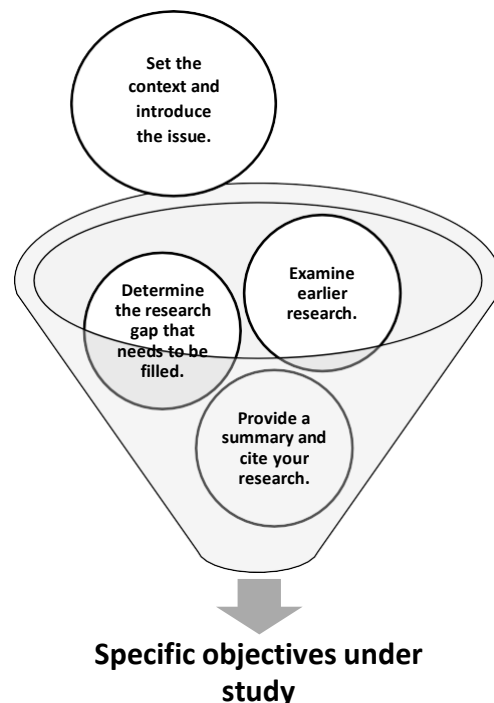 Set the
context and
introduce
the issue.
Examine
earlier
research.
Determine
the research
gap that
needs to be
filled.
Provide a
summary and
cite your
research.
Specific objectives under
study